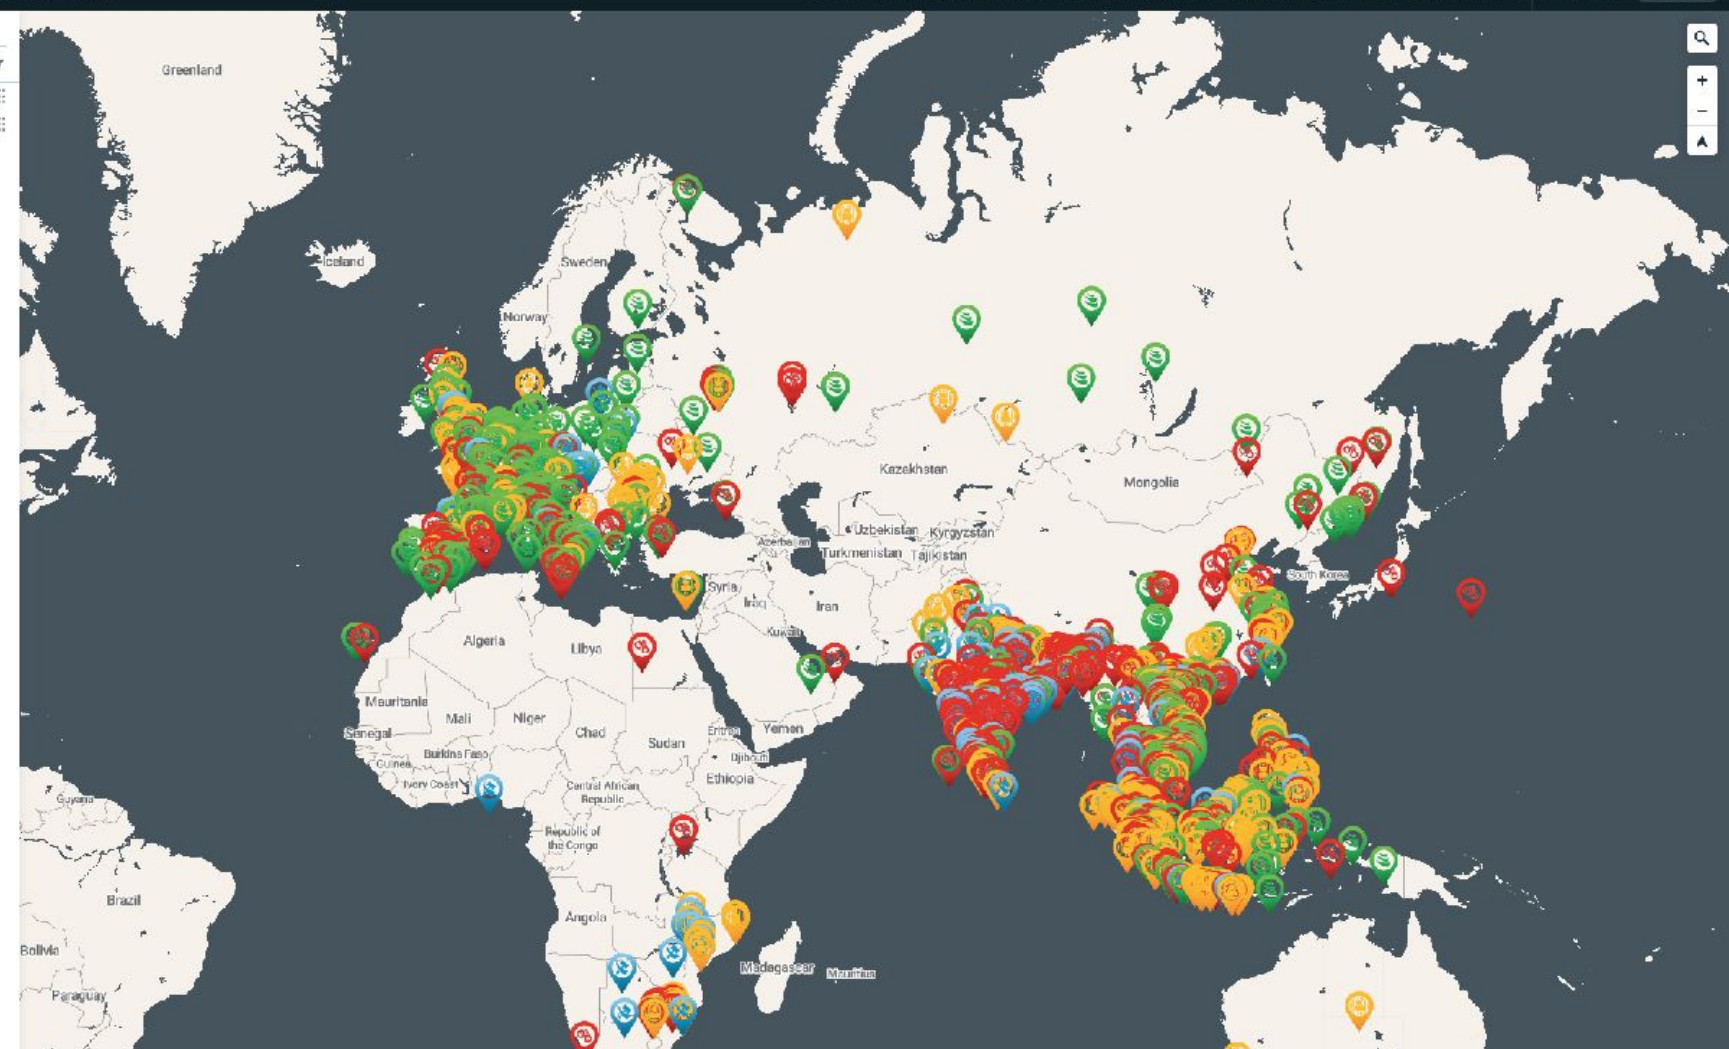 Greenland
Iceland
Sweden
Norway
Kazakhstan
Mongolia
Uzbekistan
Kyrgyzstan
Azerbaijan
Turkmenistan
Tajikistan
South Korea
Syria
Iraq
Iran
Kuwait
Algeria
Libya
Mauritania
Mali
Niger
Chad
Sudan
Eritrea
Yemen
Senegal
Burkina Faso
Guinea
Djibouti
Ethiopia
Ivory Coast
Central African
Republic
Guyana
Republic of
the Congo
Brazil
Angola
Bolivia
Madagascar
Mauritius
Paraguay
+
−